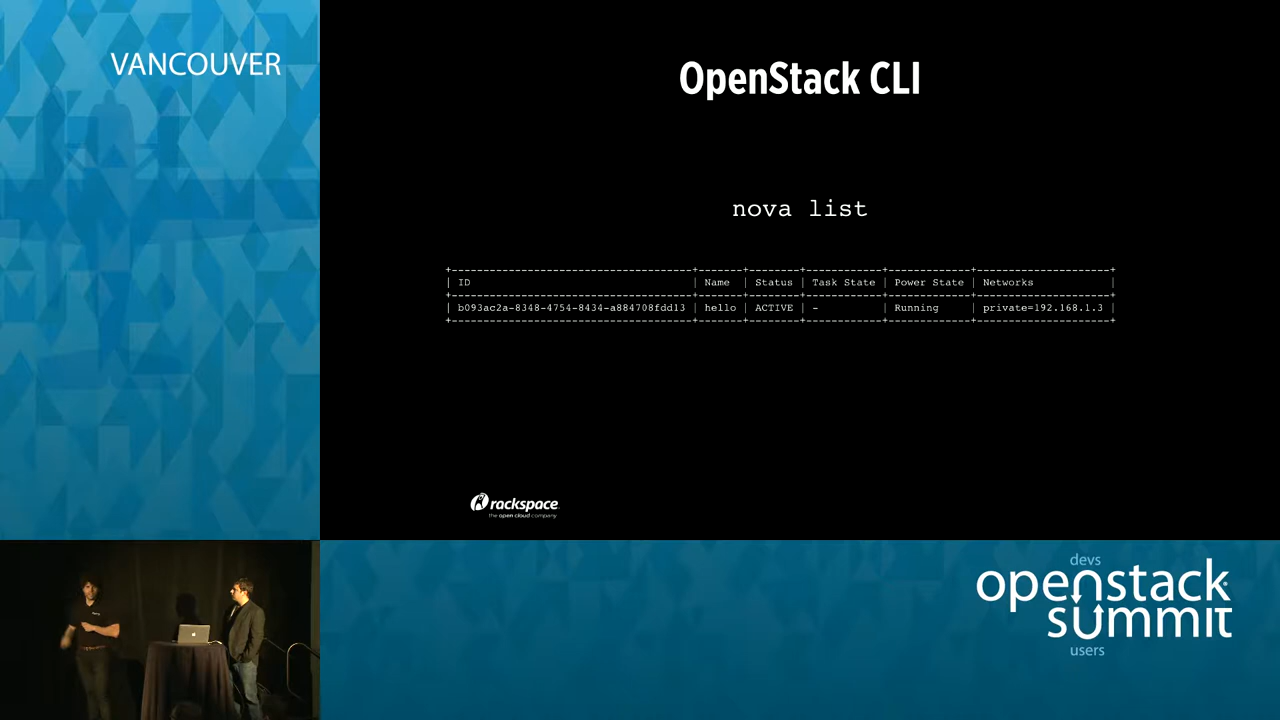 VANCOUVER
OpenStack CLI
nova list
+--------------------------------------+-------+--------+------------+-------------+---------------------+
| ID | Name | Status | Task State | Power State | Networks |
+--------------------------------------+-------+--------+------------+-------------+---------------------+
| b093ac2a-8348-4754-8434-a884708fdd13 | hello | ACTIVE | - | Running | private=192.168.1.3 |
+--------------------------------------+-------+--------+------------+-------------+---------------------+
rackspace
the open cloud company
devs
openstack
summit
users